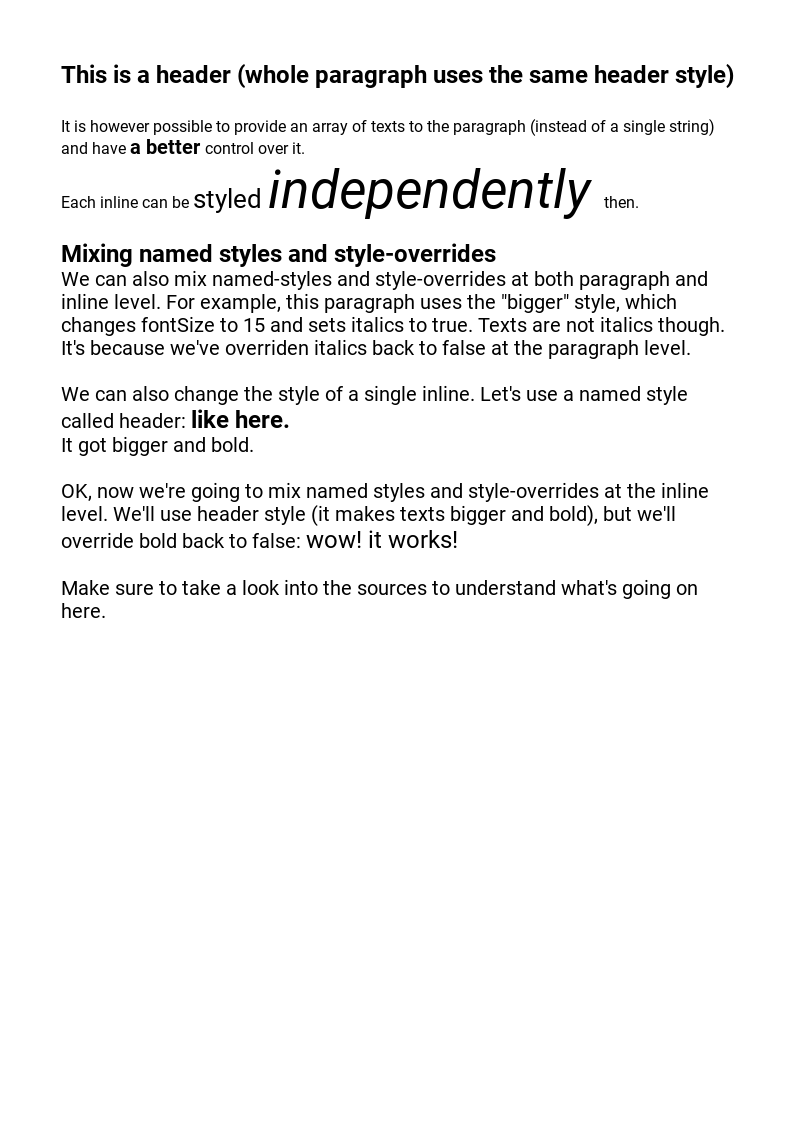 This is a header (whole paragraph uses the same header style)
It is however possible to provide an array of texts to the paragraph (instead of a single string)
and have a better control over it.
Each inline can be styled independently then.
Mixing named styles and style-overrides
We can also mix named-styles and style-overrides at both paragraph and
inline level. For example, this paragraph uses the "bigger" style, which
changes fontSize to 15 and sets italics to true. Texts are not italics though.
It's because we've overriden italics back to false at the paragraph level.
We can also change the style of a single inline. Let's use a named style
called header: like here.
It got bigger and bold.
OK, now we're going to mix named styles and style-overrides at the inline
level. We'll use header style (it makes texts bigger and bold), but we'll
override bold back to false: wow! it works!
Make sure to take a look into the sources to understand what's going on
here.